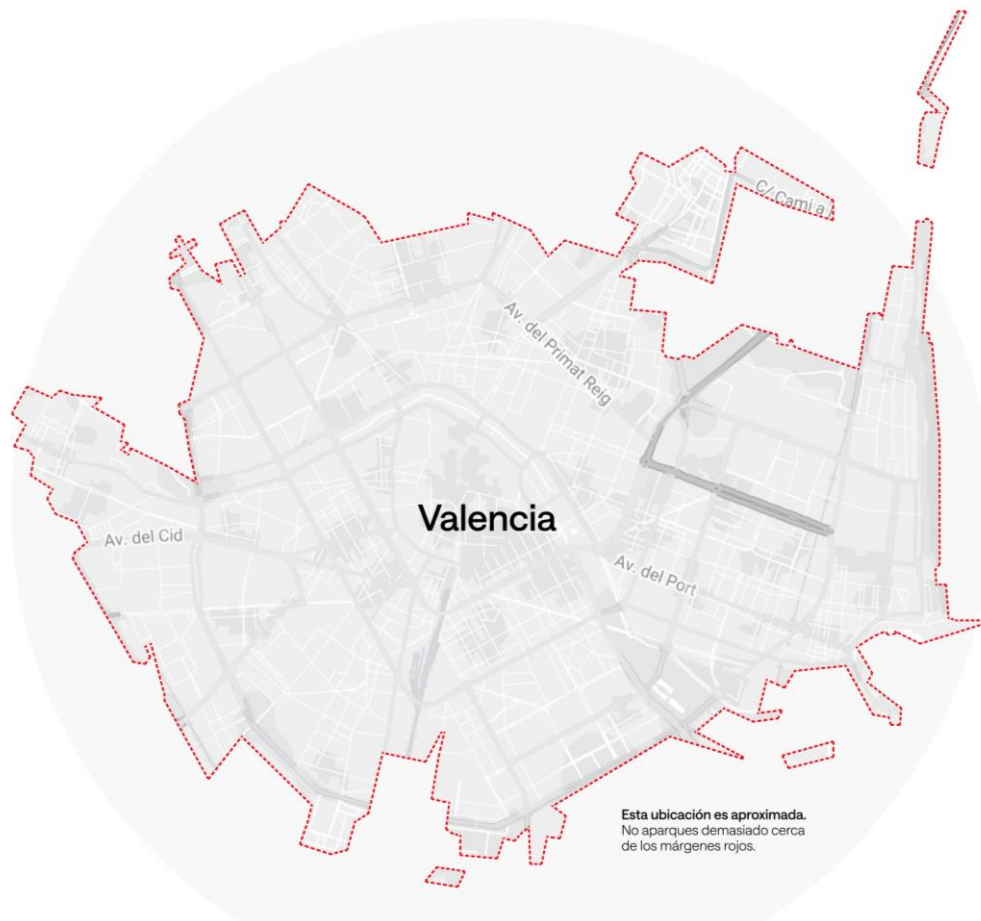 C/ Camí a
Av. del Primat Reig
Valencia
Av. del Cid
Av. del Port
Esta ubicación es aproximada.
No aparques demasiado cerca
de los márgenes rojos.